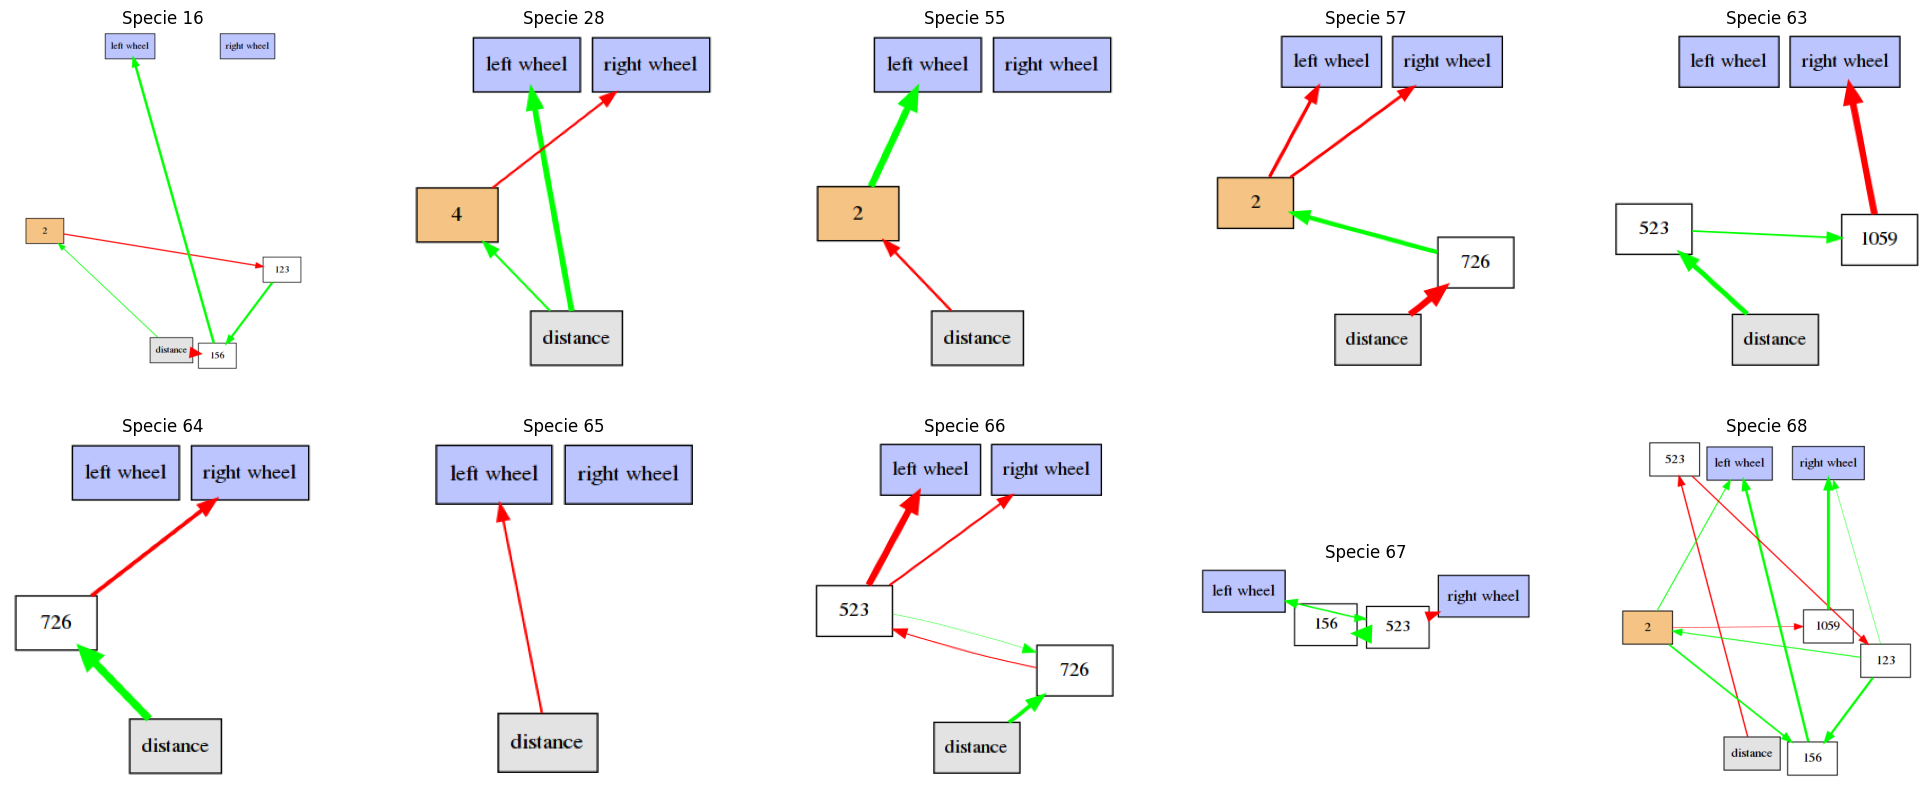 Specie 16
left wheel
right wheel
2
123
distance
156
Specie 28
left wheel
right wheel
4
distance
Specie 55
left wheel
right wheel
2
distance
Specie 57
left wheel
right wheel
2
726
distance
Specie 63
left wheel
right wheel
523
1059
distance
Specie 64
left wheel
right wheel
726
distance
Specie 65
left wheel
right wheel
distance
Specie 66
left wheel
right wheel
523
726
distance
Specie 67
left wheel
156
523
right wheel
Specie 68
523
left wheel
right wheel
2
1059
123
distance
156